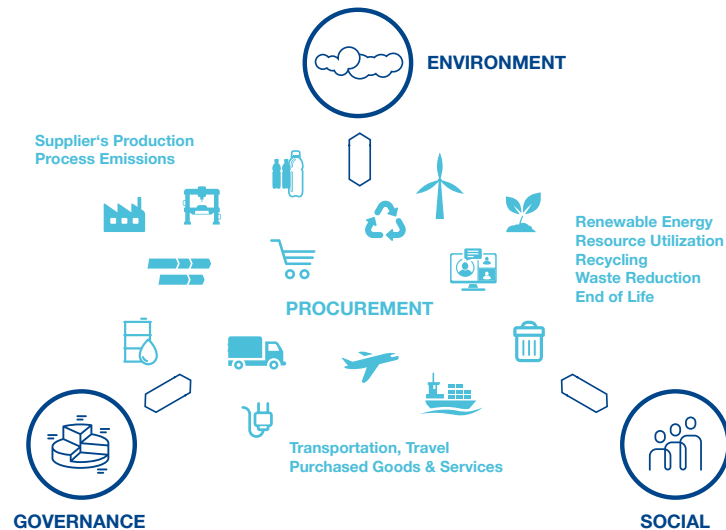 ENVIRONMENT
Supplier‘s Production
Process Emissions
Renewable Energy
Resource Utilization
Recycling
Waste Reduction
End of Life
PROCUREMENT
Transportation, Travel
Purchased Goods & Services
GOVERNANCE
SOCIAL